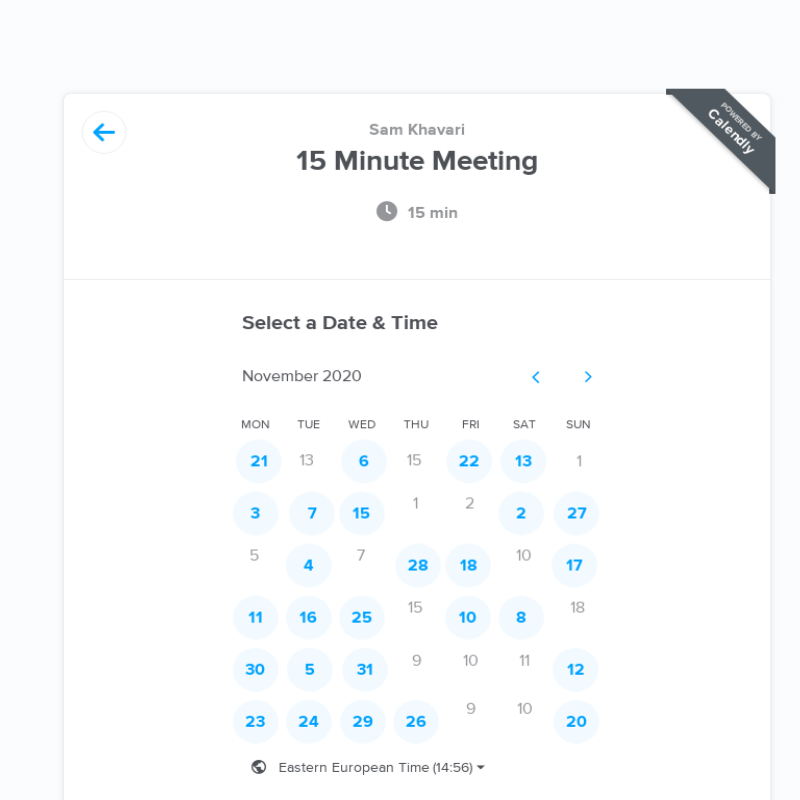 POWERED BY
Calendly
Sam Khavari
15 Minute Meeting
15 min
Select a Date & Time
November 2020
MON TUE WED THU FRI SAT SUN
21 13 6 15 22 13 1
3 7 15 1 2 2 27
5 4 7 28 18 10 17
11 16 25 15 10 8 18
30 5 31 9 10 11 12
23 24 29 26 9 10 20
Eastern European Time (14:56)